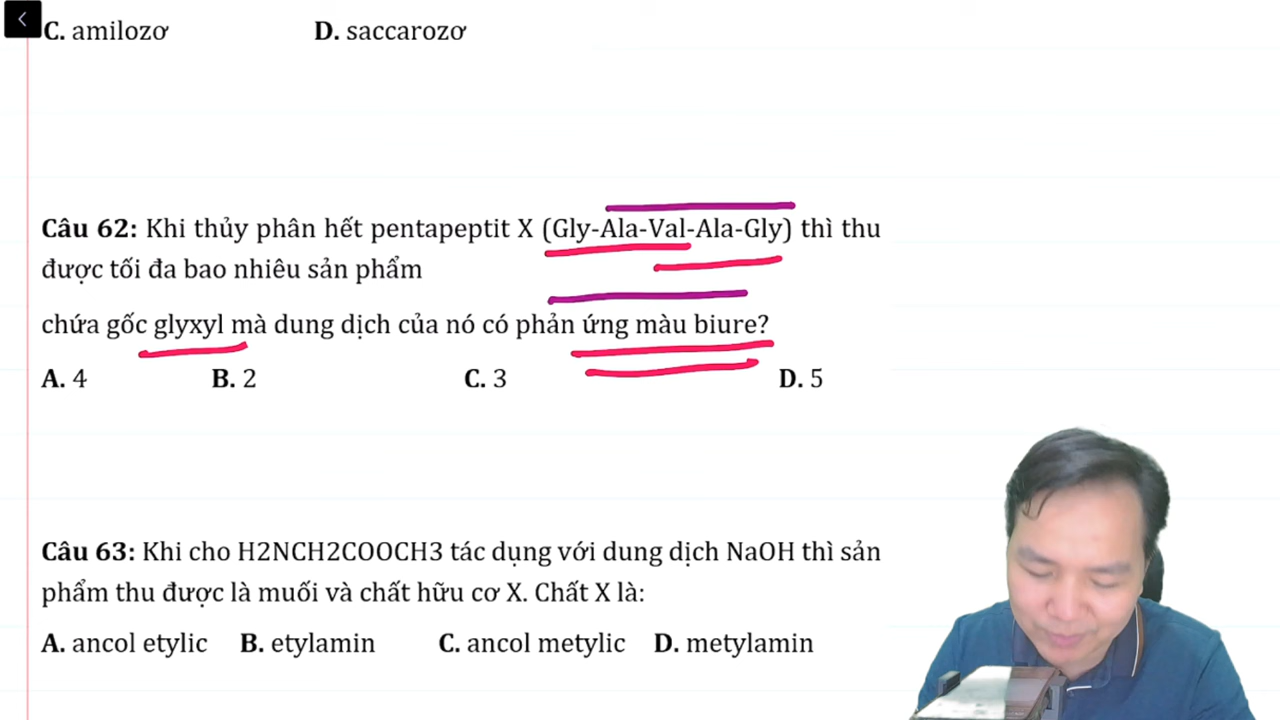 C. amilozơ D. saccarozơ
Câu 62: Khi thủy phân hết pentapeptit X (Gly-Ala-Val-Ala-Gly) thì thu
được tối đa bao nhiêu sản phẩm
chứa gốc glyxyl mà dung dịch của nó có phản ứng màu biure?
A. 4 B. 2 C. 3 D. 5
Câu 63: Khi cho H2NCH2COOCH3 tác dụng với dung dịch NaOH thì sản
phẩm thu được là muối và chất hữu cơ X. Chất X là:
A. ancol etylic B. etylamin C. ancol metylic D. metylamin